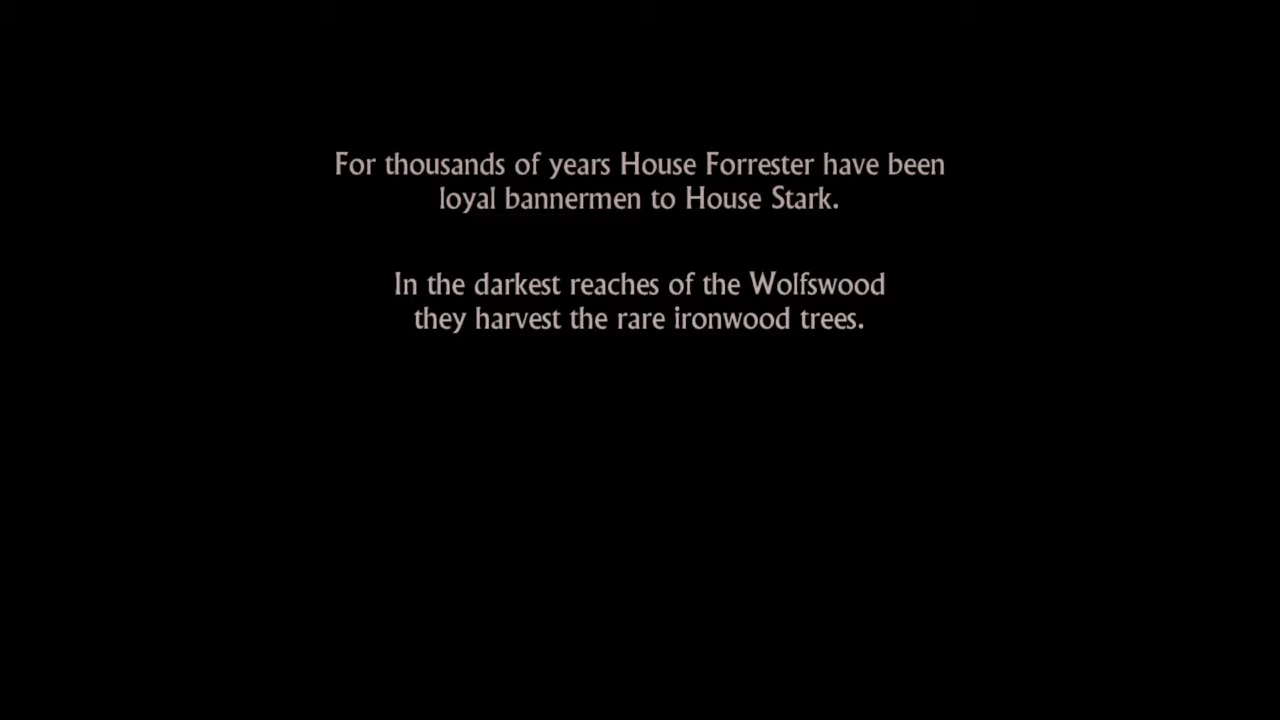 For thousands of years House Forrester have been
loyal bannermen to House Stark.
In the darkest reaches of the Wolfswood
they harvest the rare ironwood trees.